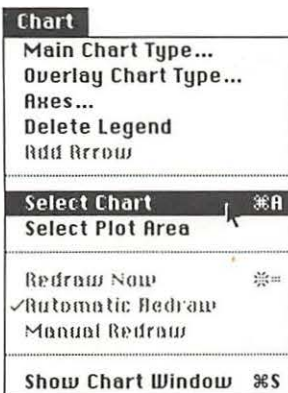 Chart
Main Chart Type...
Overlay Chart Type...
Axes...
Delete Legend
Add Arrow
Select Chart ⌘A
Select Plot Area
Redraw Now ⌘=
✓Automatic Redraw
Manual Redraw
Show Chart Window ⌘S